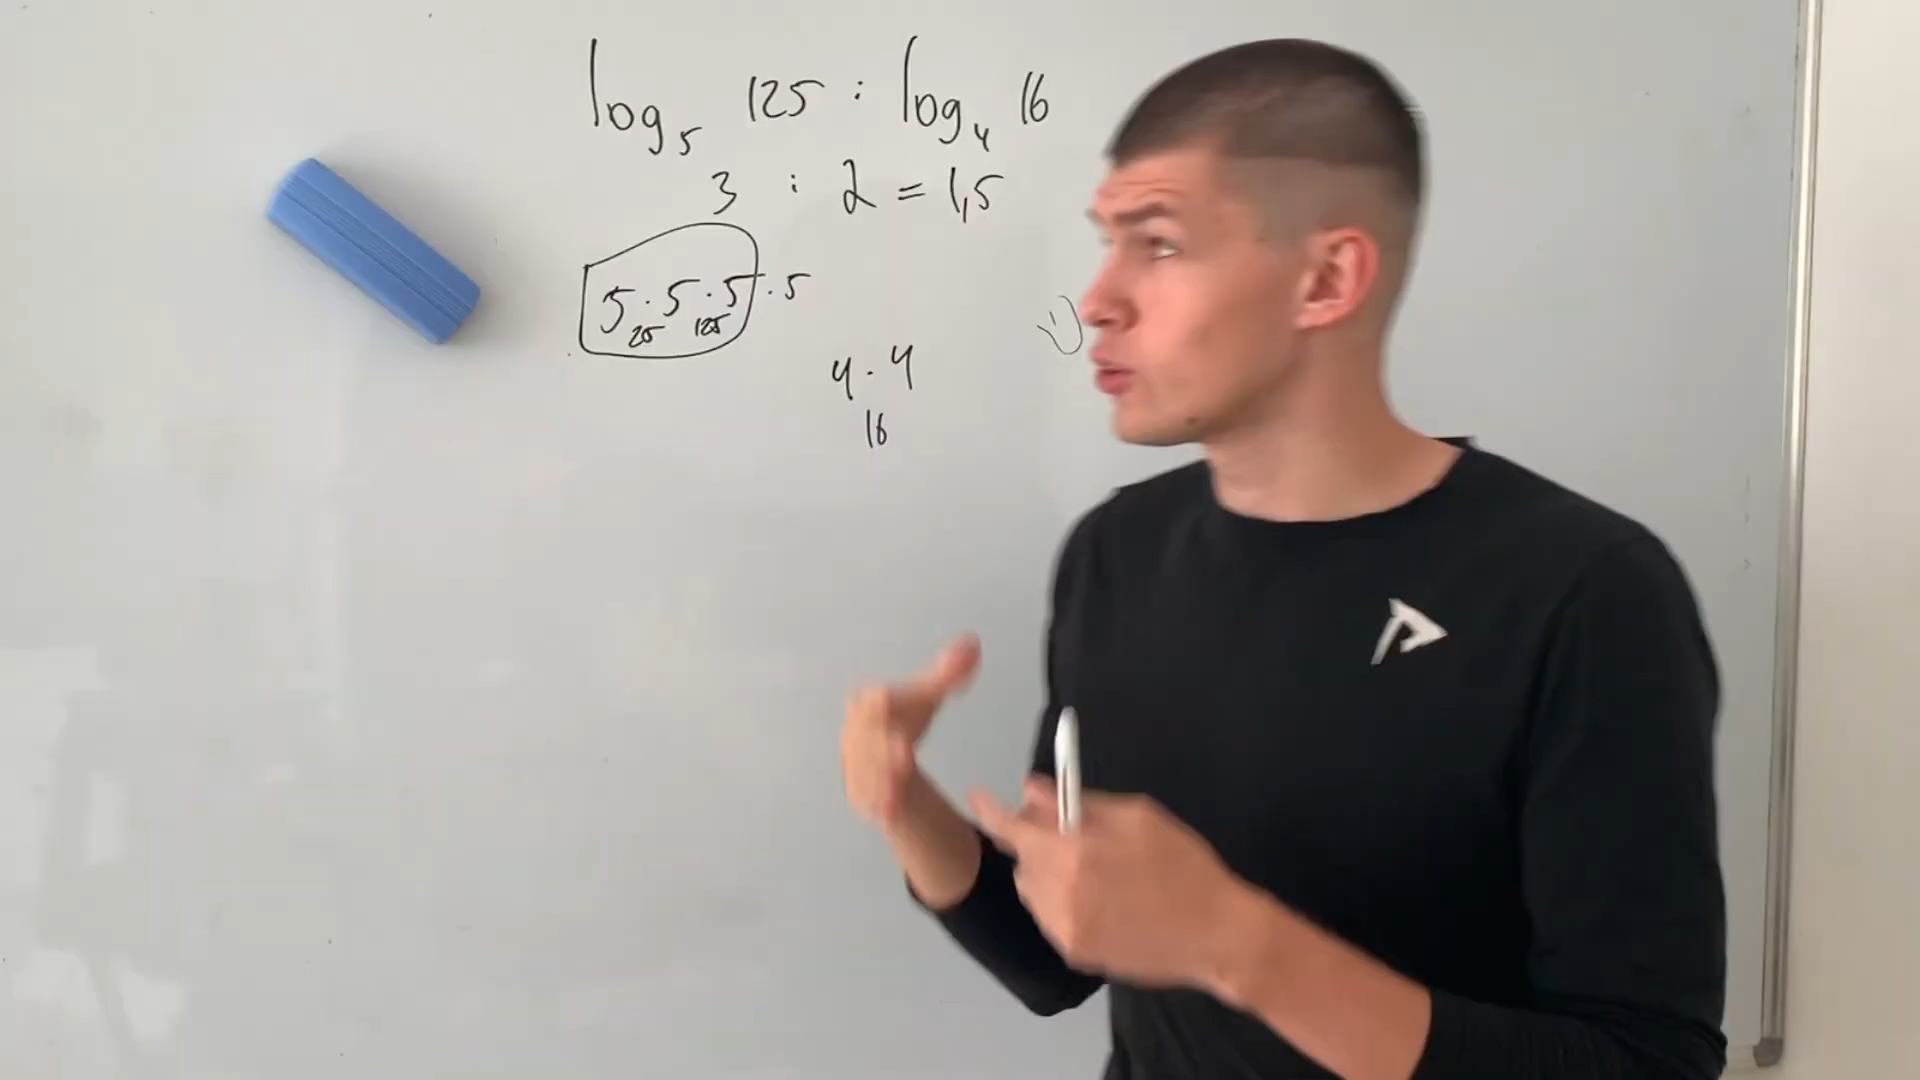 log₅ 125 : log₄ 16
3 : 2 = 1,5
5 · 5 · 5 · 5
25 125
4 · 4
16